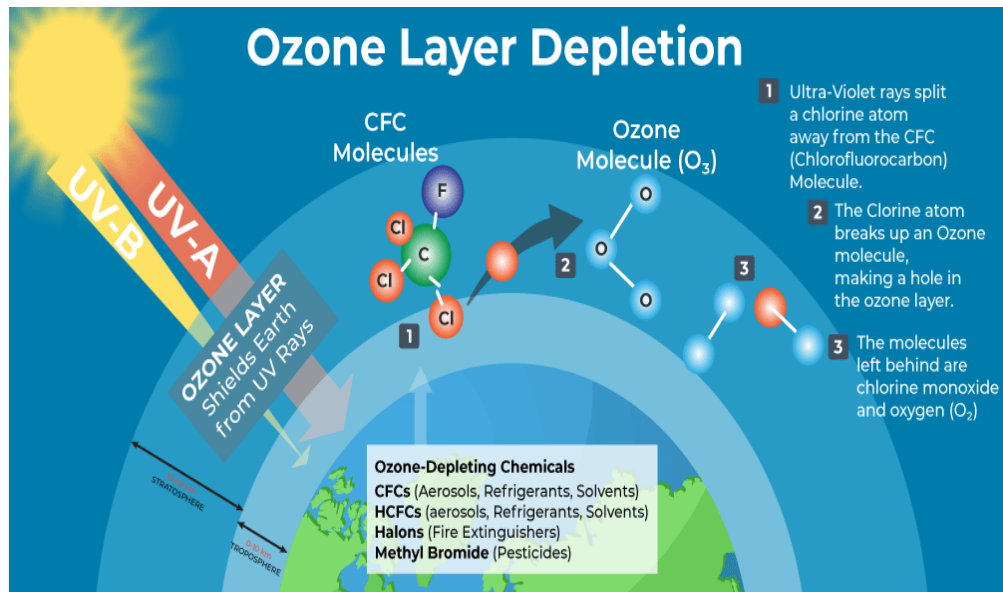 Ozone Layer Depletion
UV-B
UV-A
OZONE LAYER
Shields Earth
from UV Rays
CFC
Molecules
F
Cl
C
Cl
Cl
1
2
Ozone
Molecule (O₃)
O
O
O
3
1 Ultra-Violet rays split
a chlorine atom
away from the CFC
(Chlorofluorocarbon)
Molecule.
2 The Clorine atom
breaks up an Ozone
molecule,
making a hole in
the ozone layer.
3 The molecules
left behind are
chlorine monoxide
and oxygen (O₂)
STRATOSPHERE
0-10 km
TROPOSPHERE
Ozone-Depleting Chemicals
CFCs (Aerosols, Refrigerants, Solvents)
HCFCs (aerosols, Refrigerants, Solvents)
Halons (Fire Extinguishers)
Methyl Bromide (Pesticides)